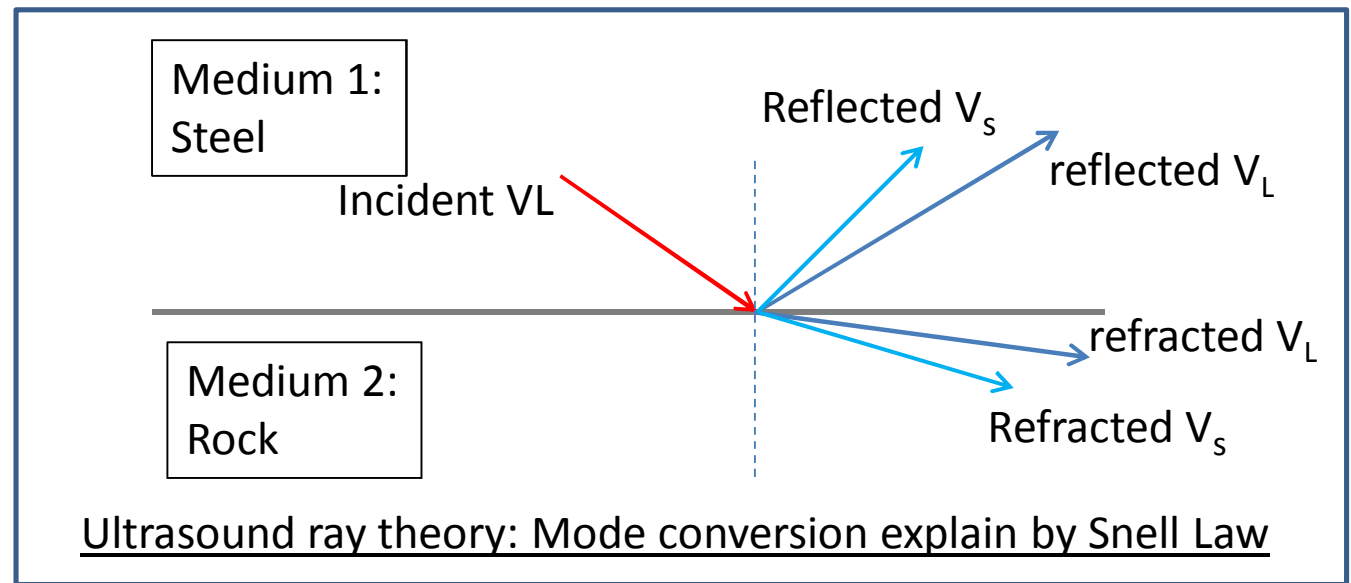 Medium 1:
Steel
Reflected Vs
reflected VL
Incident VL
refracted VL
Medium 2:
Rock
Refracted Vs
Ultrasound ray theory: Mode conversion explain by Snell Law